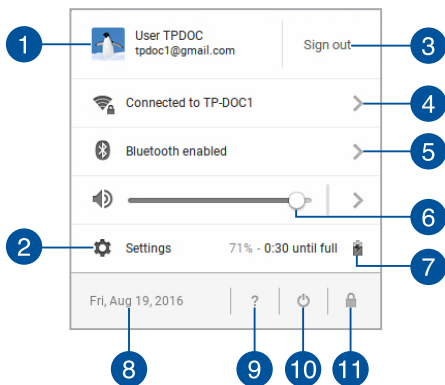 User TPDOC
tpdoc1@gmail.com
Sign out
1
3
Connected to TP-DOC1
4
Bluetooth enabled
5
6
2
Settings
71% - 0:30 until full
7
Fri, Aug 19, 2016
?
8
9
10
11